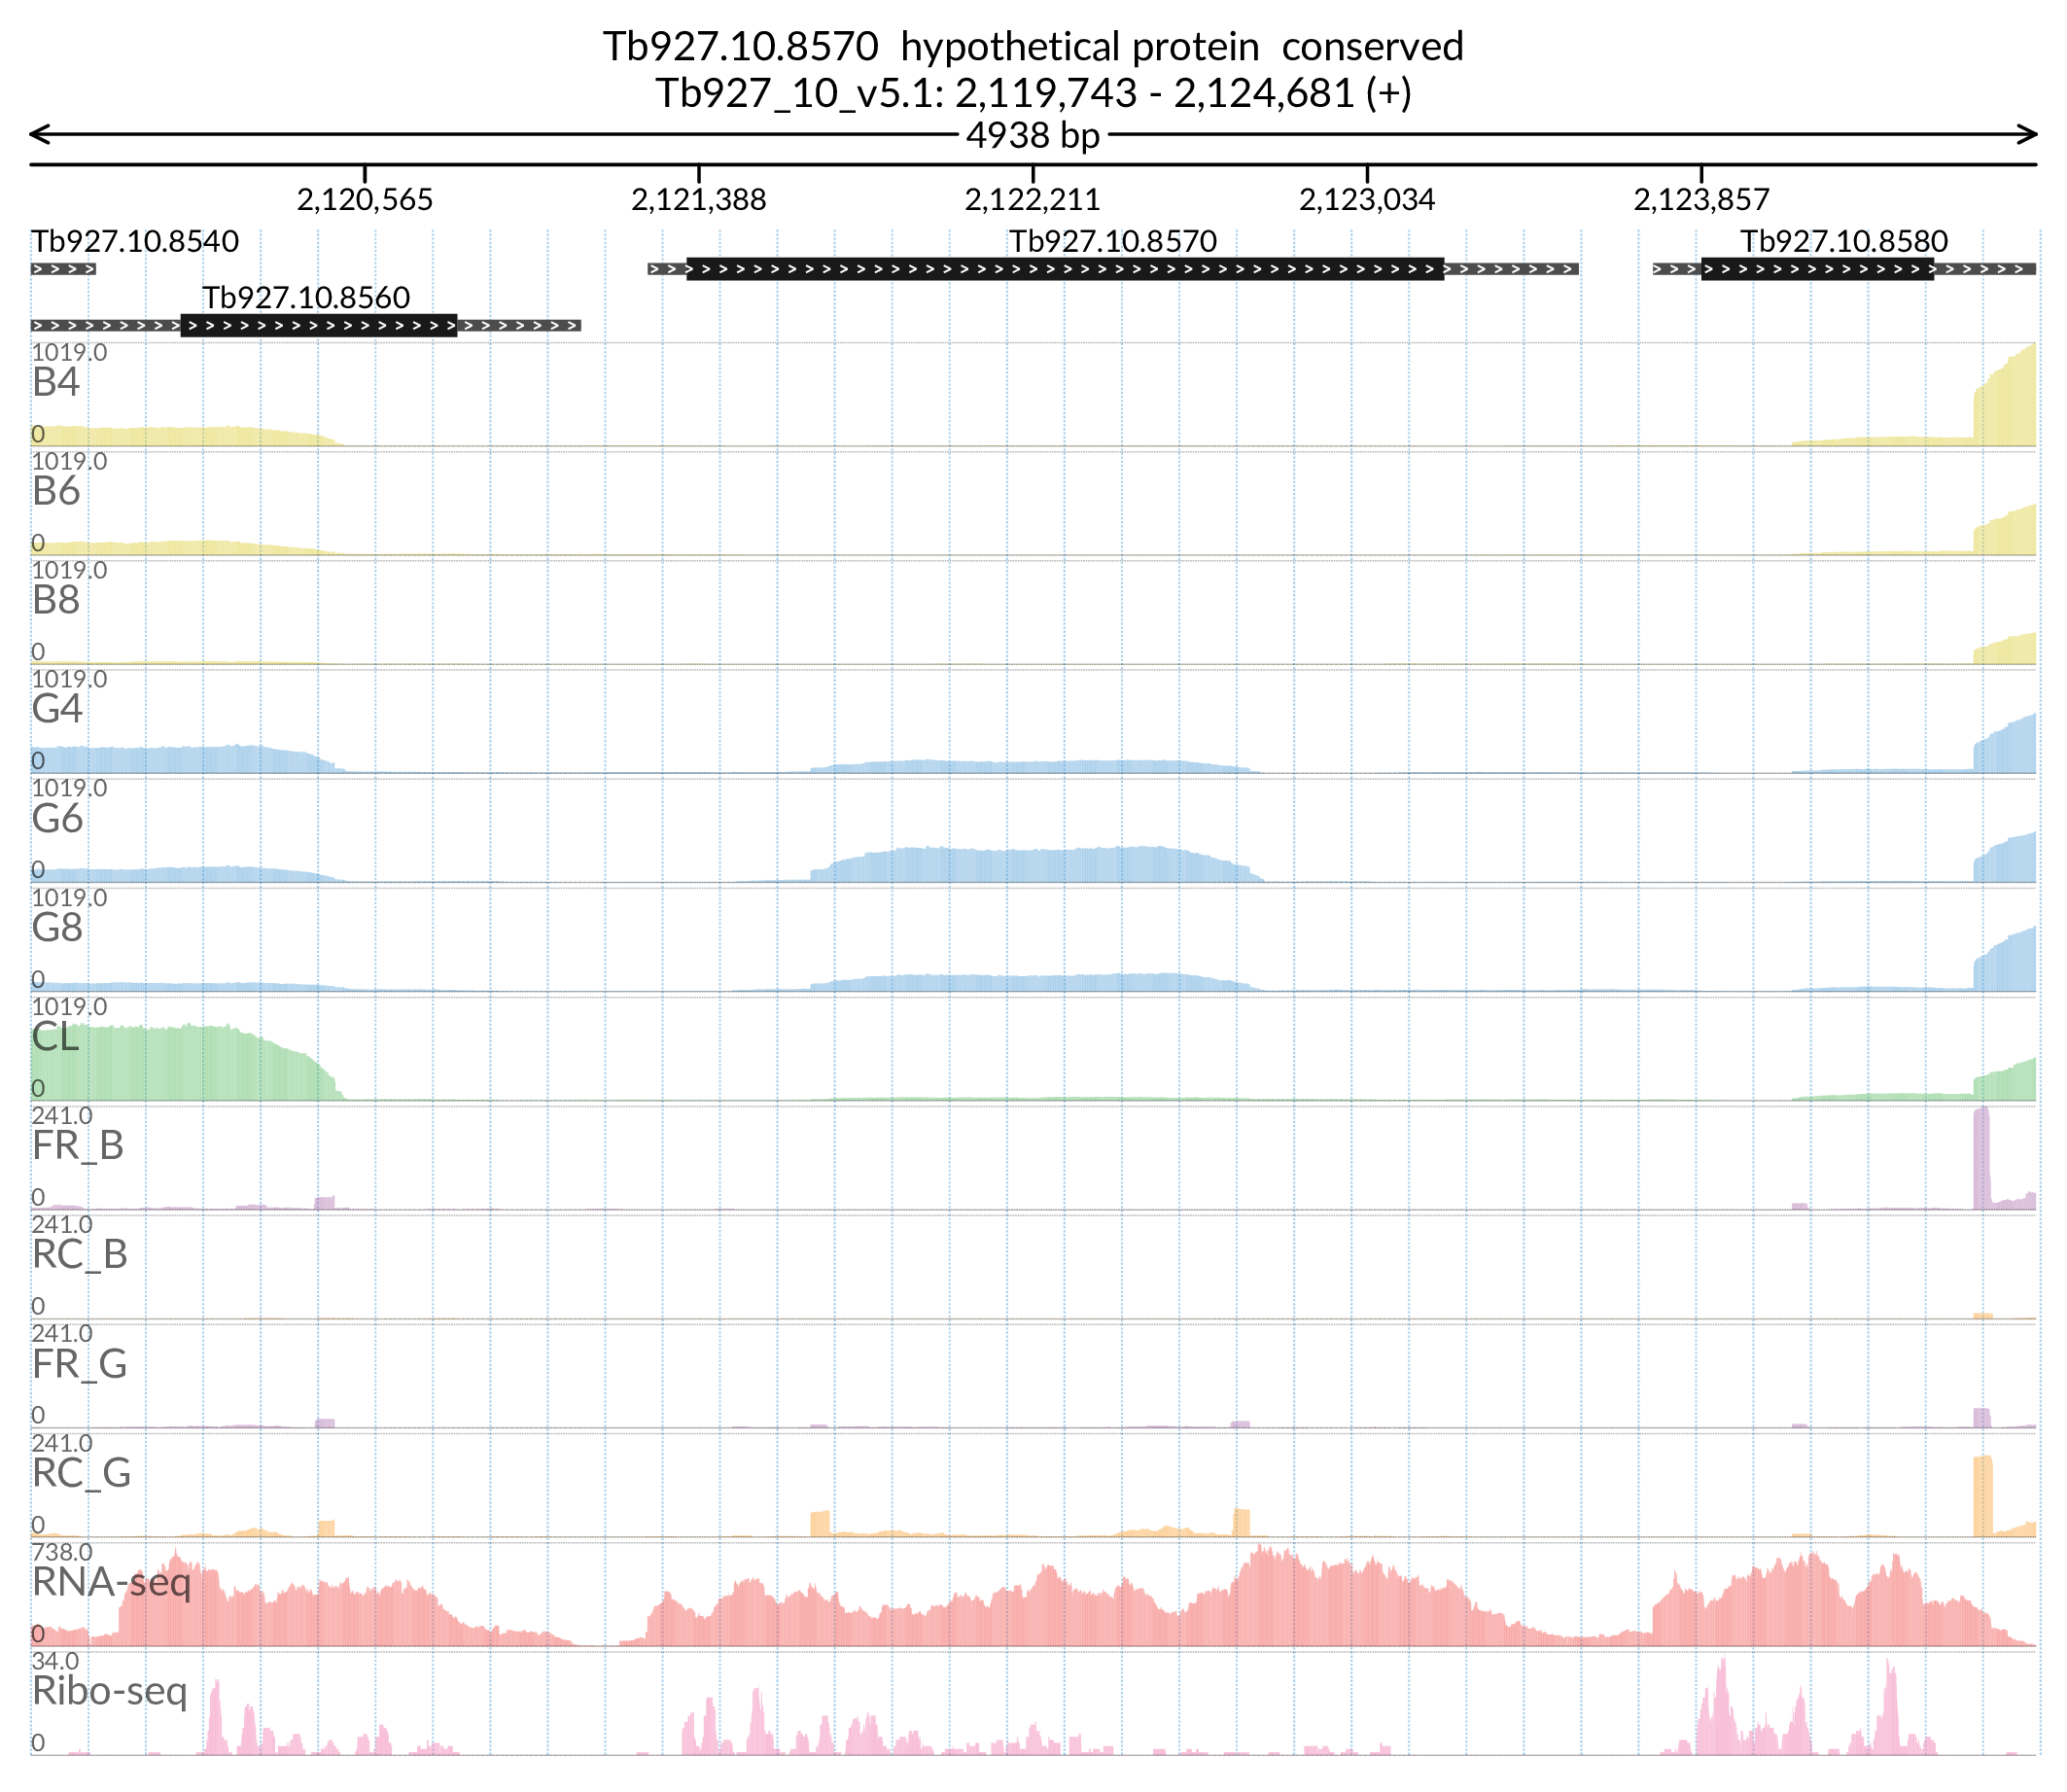 Tb927.10.8570  hypothetical protein  conserved
Tb927_10_v5.1: 2,119,743 - 2,124,681 (+)
4938 bp
2,120,565 2,121,388 2,122,211 2,123,034 2,123,857
Tb927.10.8540 Tb927.10.8570 Tb927.10.8580
Tb927.10.8560
1019.0
B4
0
1019.0
B6
0
1019.0
B8
0
1019.0
G4
0
1019.0
G6
0
1019.0
G8
0
1019.0
CL
0
241.0
FR_B
0
241.0
RC_B
0
241.0
FR_G
0
241.0
RC_G
0
738.0
RNA-seq
0
34.0
Ribo-seq
0